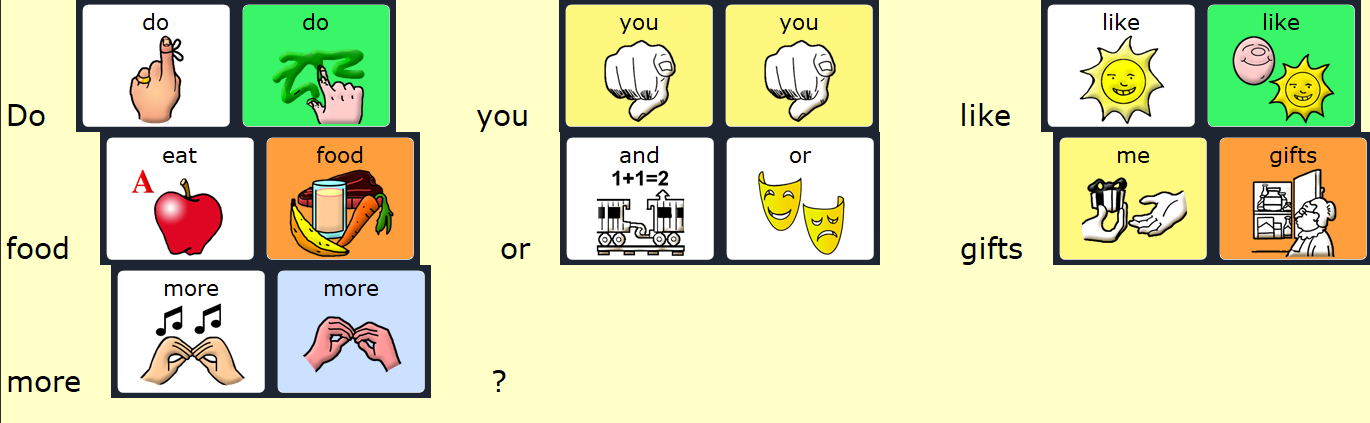 do do you you like like
Do you like
eat food and or me gifts
A 1+1=2
food or gifts
more more
more ?